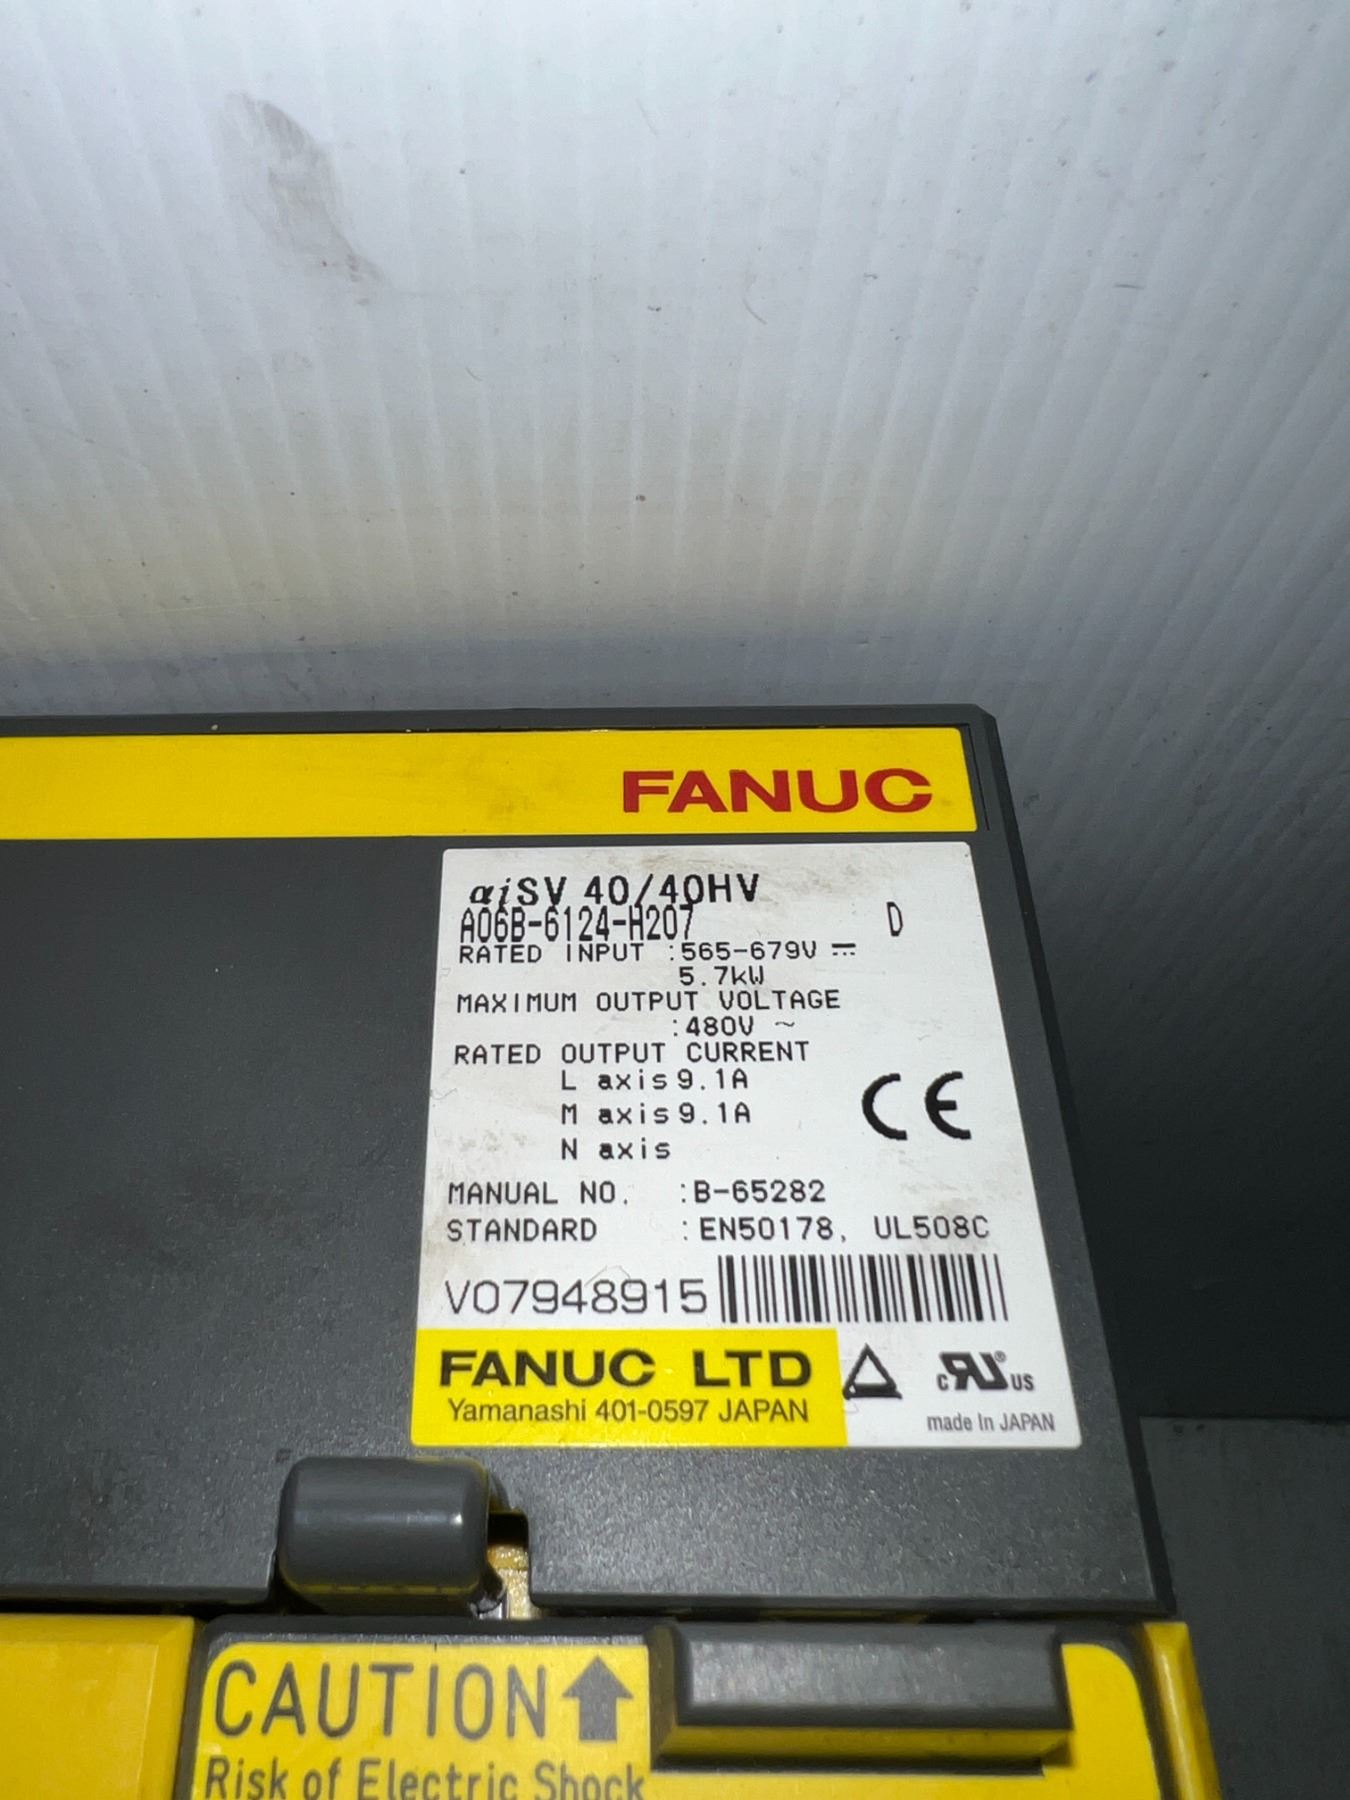 FANUC
αiSV 40/40HV
A06B-6124-H207 D
RATED INPUT :565-679V ⎓
5.7kW
MAXIMUM OUTPUT VOLTAGE
:480V ~
RATED OUTPUT CURRENT
L axis 9.1A
M axis 9.1A
N axis
CE
MANUAL NO. :B-65282
STANDARD :EN50178, UL508C
V07948915
FANUC LTD
Yamanashi 401-0597 JAPAN
c RU US
made In JAPAN
CAUTION
Risk of Electric Shock